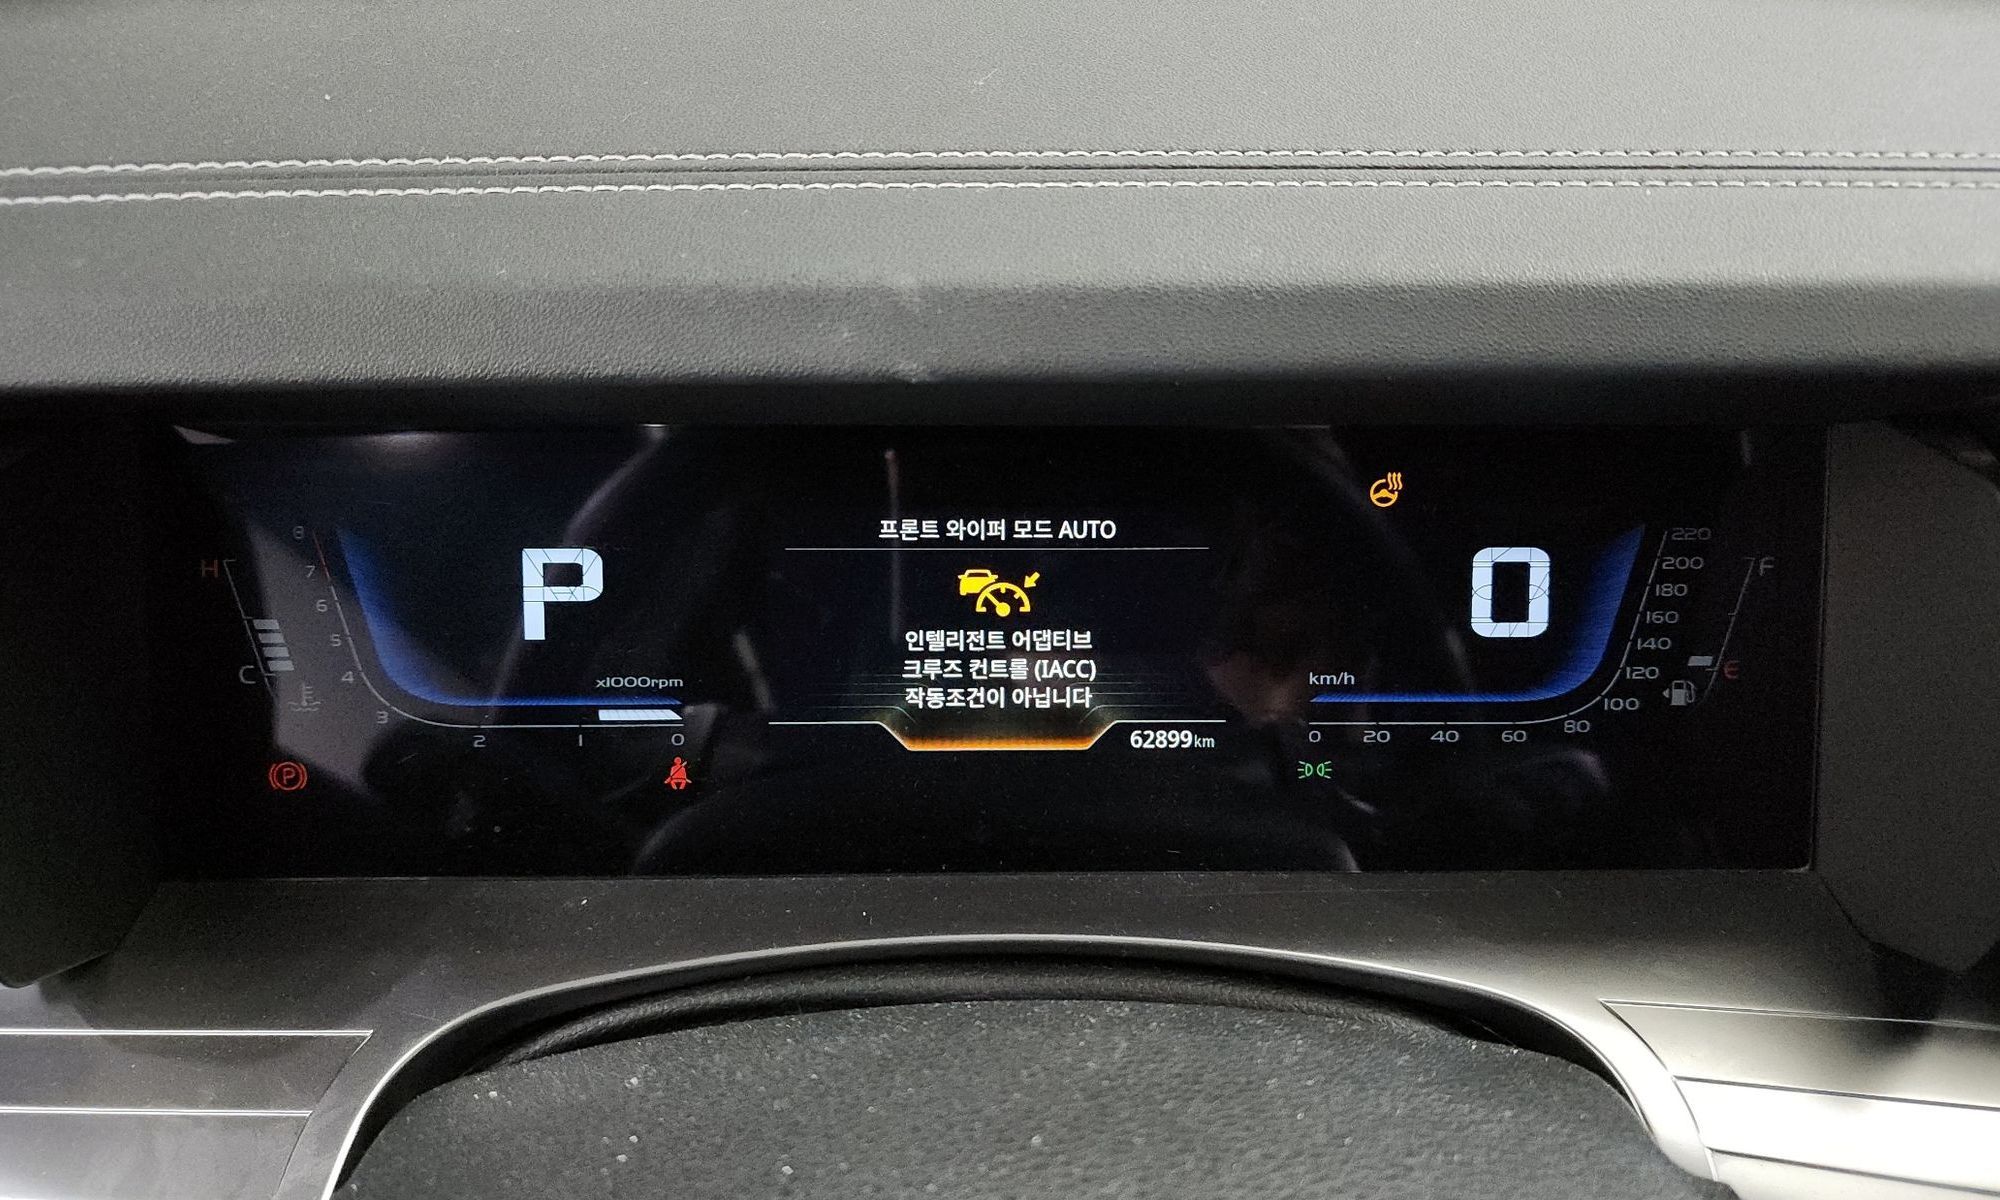 프론트 와이퍼 모드 AUTO
인텔리전트 어댑티브
크루즈 컨트롤 (IACC)
작동조건이 아닙니다
62899km
P
x1000rpm
8
7
6
5
4
3
2
1
0
H
C
0
km/h
220
200
180
160
140
120
100
80
60
40
20
0
F
E
P